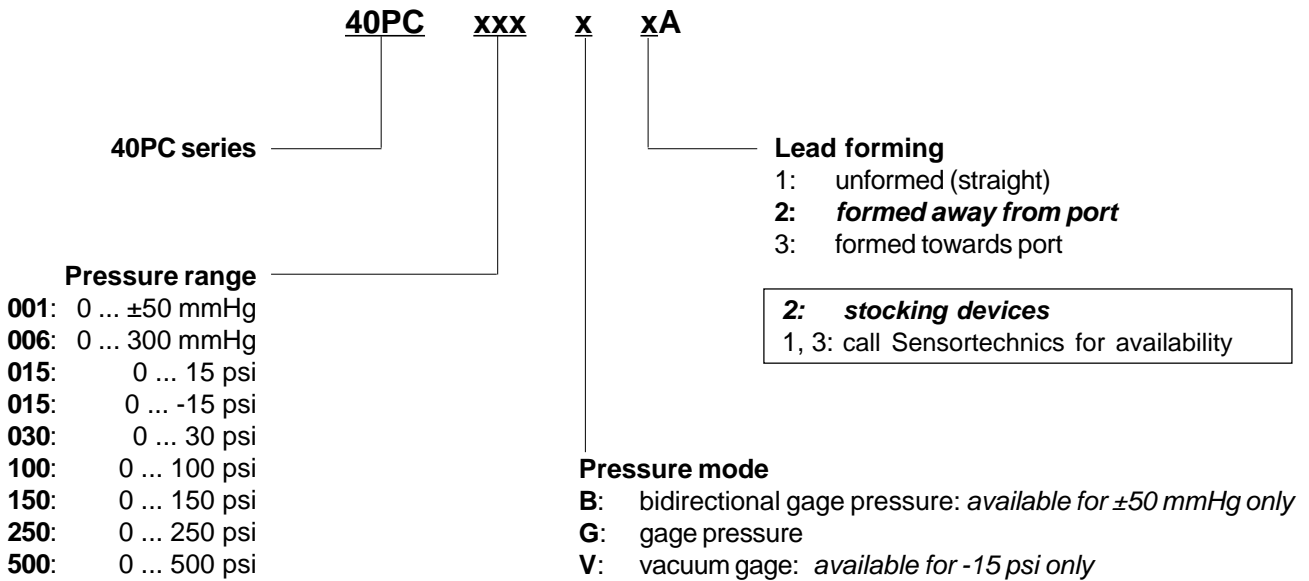 40PC xxx x xA
40PC series
Lead forming
1: unformed (straight)
2: formed away from port
3: formed towards port
2: stocking devices
1, 3: call Sensortechnics for availability
Pressure range
001: 0 ... ±50 mmHg
006: 0 ... 300 mmHg
015: 0 ... 15 psi
015: 0 ... -15 psi
030: 0 ... 30 psi
100: 0 ... 100 psi
150: 0 ... 150 psi
250: 0 ... 250 psi
500: 0 ... 500 psi
Pressure mode
B: bidirectional gage pressure: available for ±50 mmHg only
G: gage pressure
V: vacuum gage: available for -15 psi only